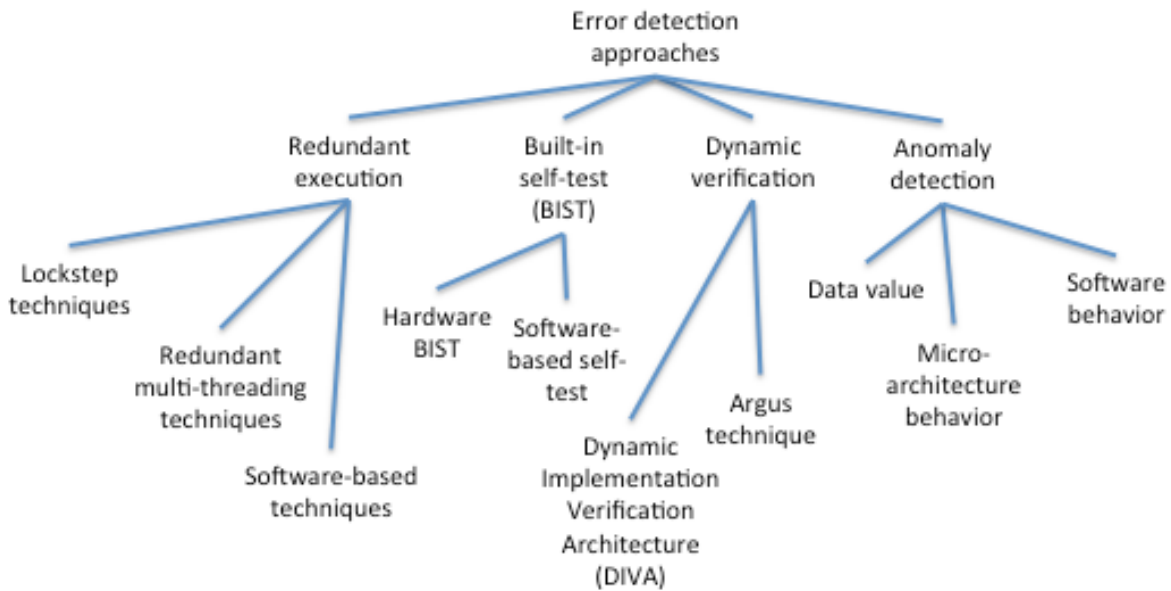 Error detection
approaches
Redundant
execution
Built-in
self-test
(BIST)
Dynamic
verification
Anomaly
detection
Lockstep
techniques
Redundant
multi-threading
techniques
Software-based
techniques
Hardware
BIST
Software-
based self-
test
Dynamic
Implementation
Verification
Architecture
(DIVA)
Argus
technique
Data value
Micro-
architecture
behavior
Software
behavior